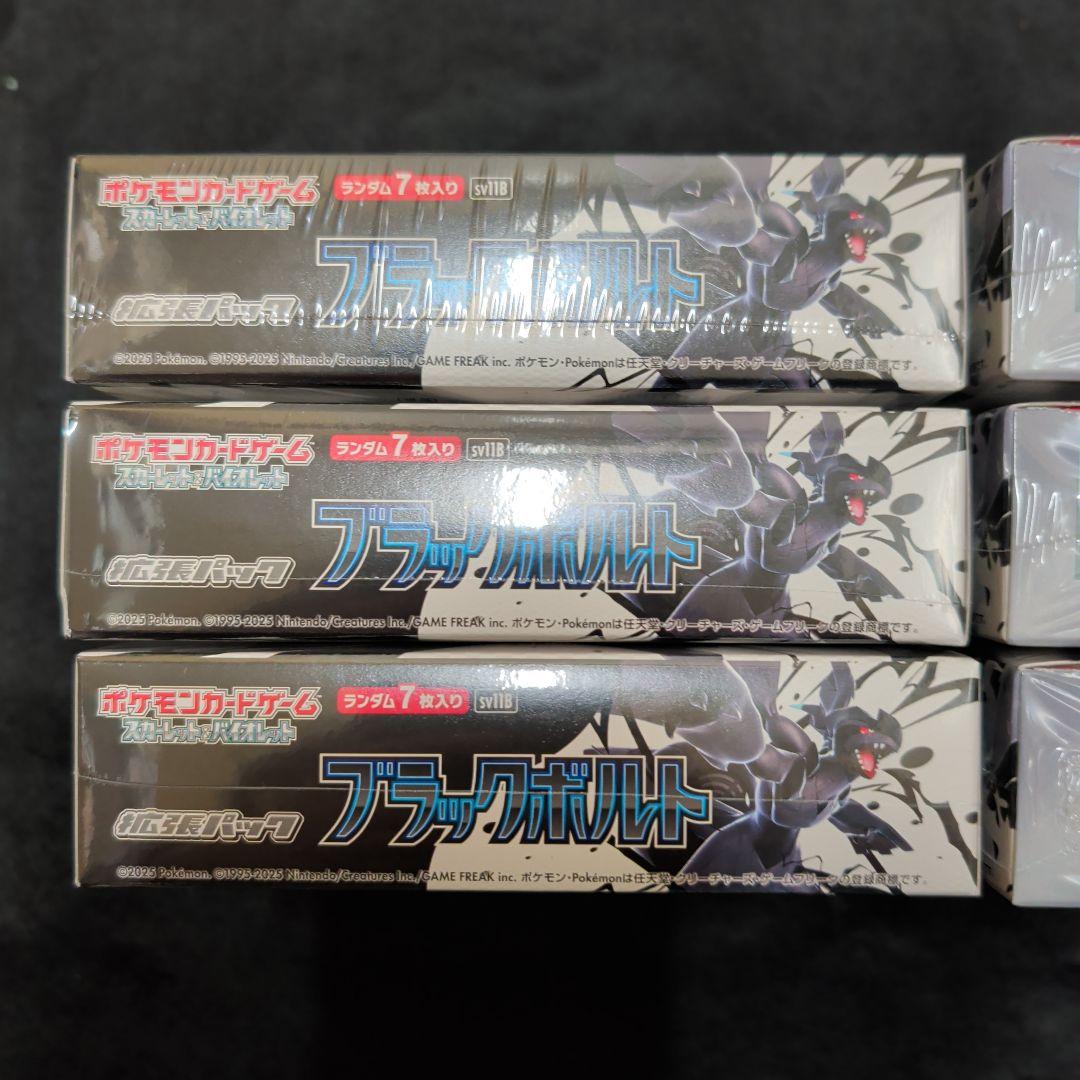 ポケモンカードゲーム
スカーレット&バイオレット
ランダム7枚入り sv11B
ブラックボルト
拡張パック
©2025 Pokémon. ©1995-2025 Nintendo/Creatures Inc./GAME FREAK inc. ポケモン・Pokémonは任天堂・クリーチャーズ・ゲームフリークの登録商標です。
ポケモンカードゲーム
スカーレット&バイオレット
ランダム7枚入り sv11B
ブラックボルト
拡張パック
©2025 Pokémon. ©1995-2025 Nintendo/Creatures Inc./GAME FREAK inc. ポケモン・Pokémonは任天堂・クリーチャーズ・ゲームフリークの登録商標です。
ポケモンカードゲーム
スカーレット&バイオレット
ランダム7枚入り sv11B
ブラックボルト
拡張パック
©2025 Pokémon. ©1995-2025 Nintendo/Creatures Inc./GAME FREAK inc. ポケモン・Pokémonは任天堂・クリーチャーズ・ゲームフリークの登録商標です。